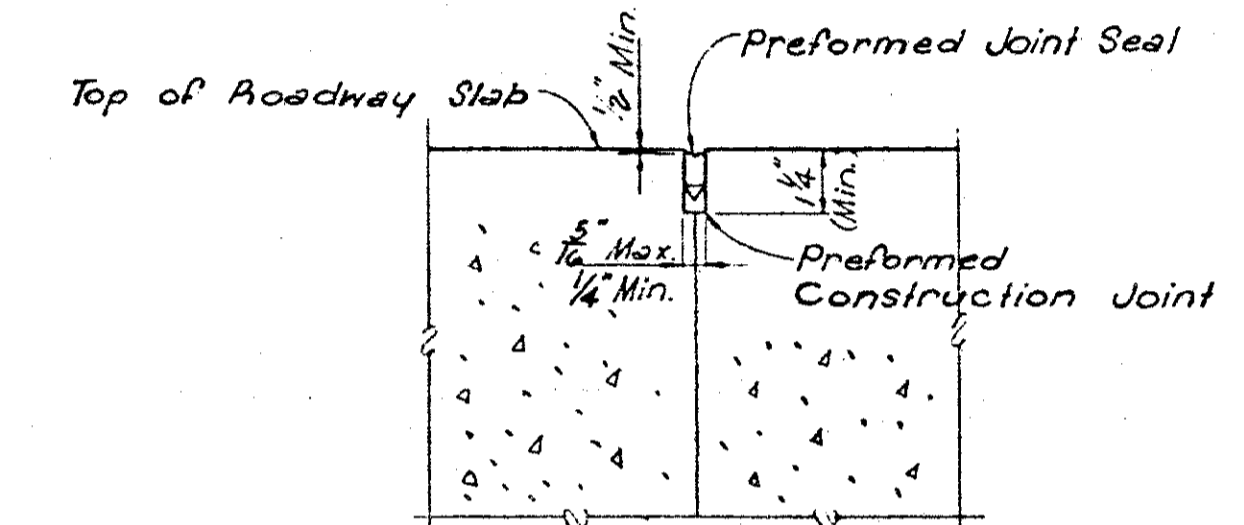 1/2" Min.
Preformed Joint Seal
Top of Roadway Slab
1 1/4"
(Min.)
5/16" Max.
1/4" Min.
Preformed
Construction Joint